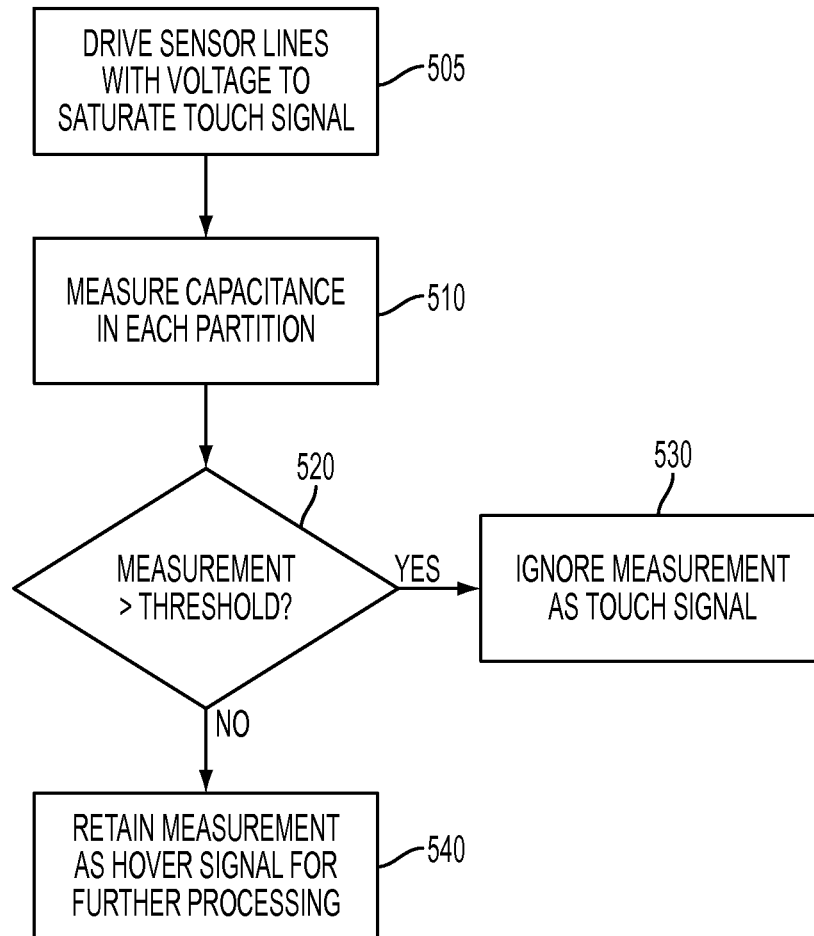 DRIVE SENSOR LINES
WITH VOLTAGE TO
SATURATE TOUCH SIGNAL
505
MEASURE CAPACITANCE
IN EACH PARTITION
510
520
MEASUREMENT
> THRESHOLD?
YES
530
IGNORE MEASUREMENT
AS TOUCH SIGNAL
NO
RETAIN MEASUREMENT
AS HOVER SIGNAL FOR
FURTHER PROCESSING
540